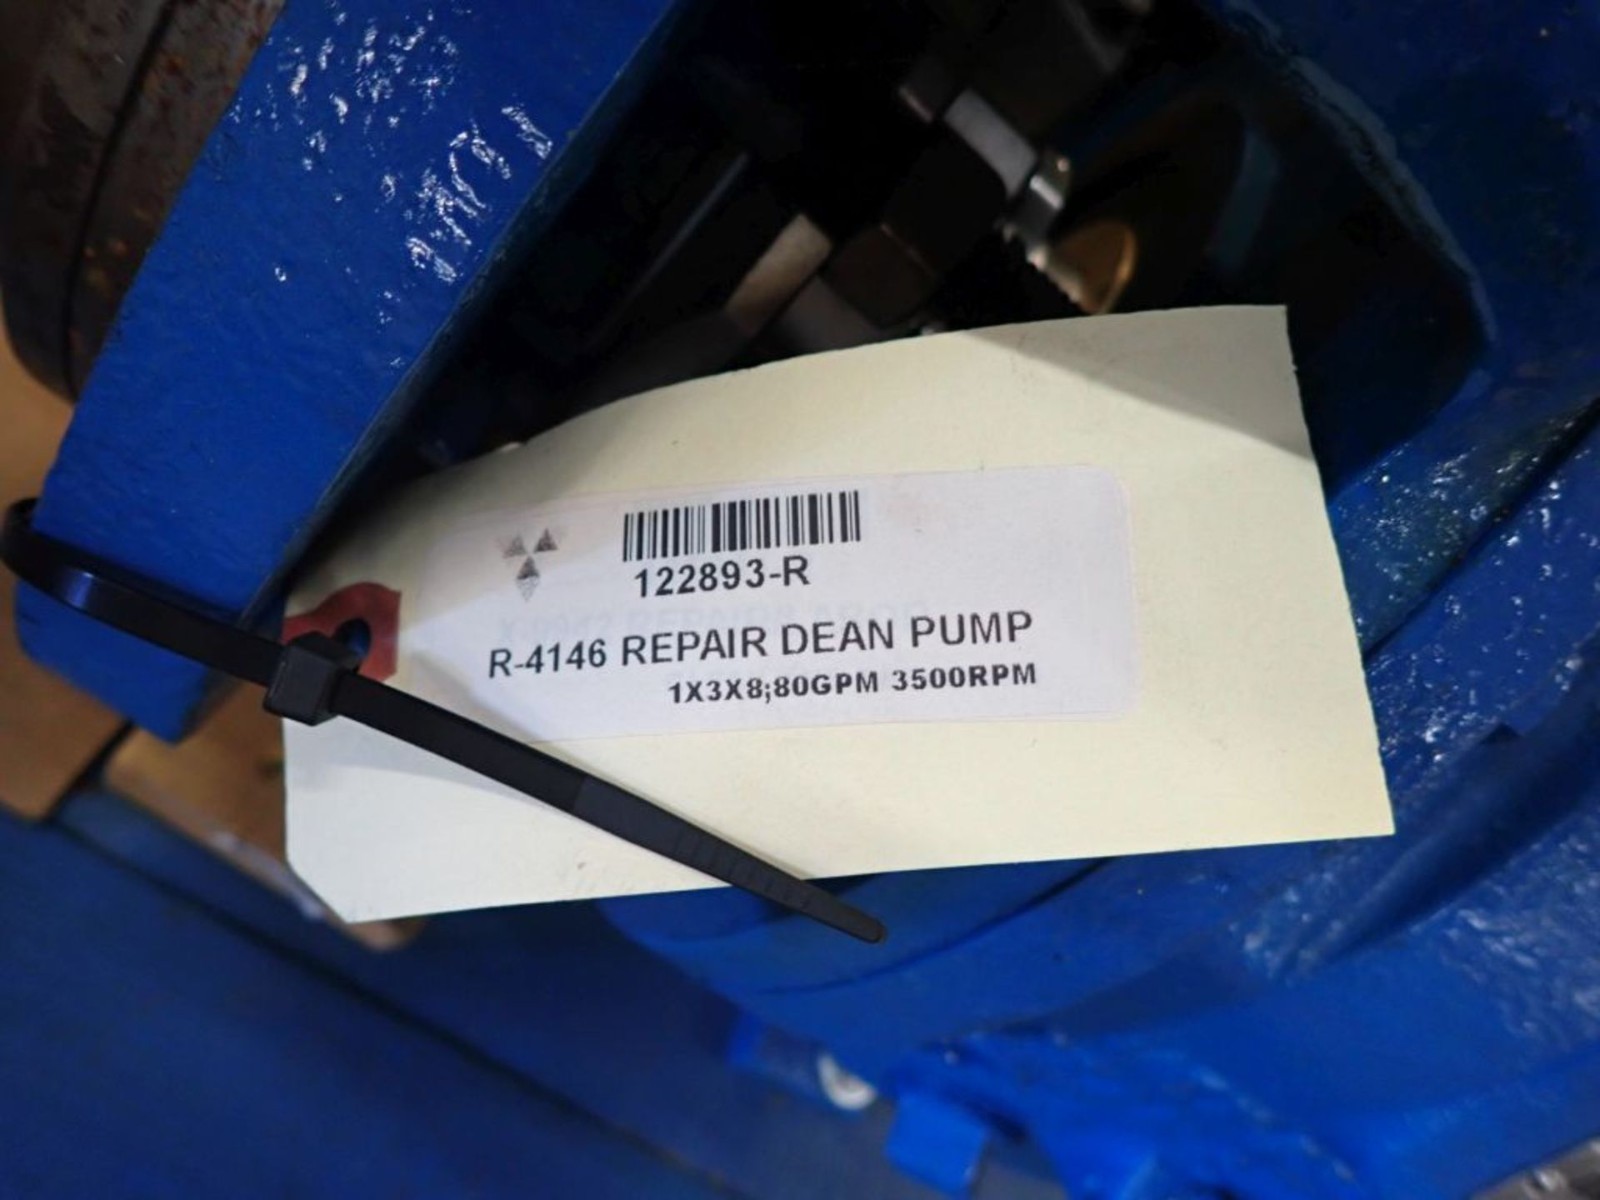 122893-R
R-4146 REPAIR DEAN PUMP
1X3X8;80GPM 3500RPM